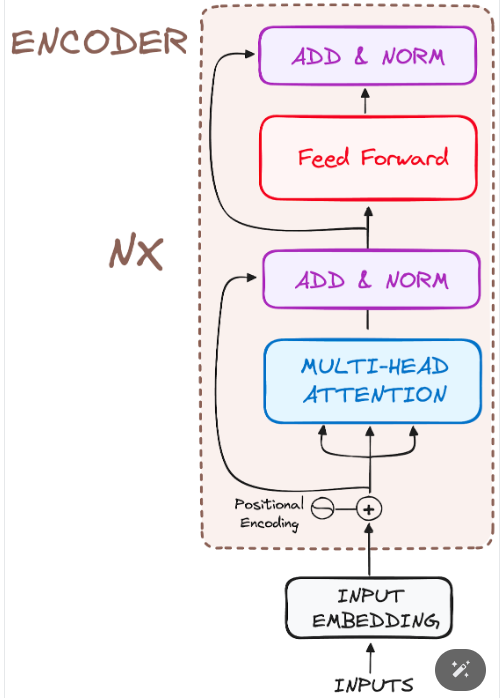 ENCODER
ADD & NORM
Feed Forward
NX
ADD & NORM
MULTI-HEAD
ATTENTION
Positional
Encoding
+
INPUT
EMBEDDING
INPUTS